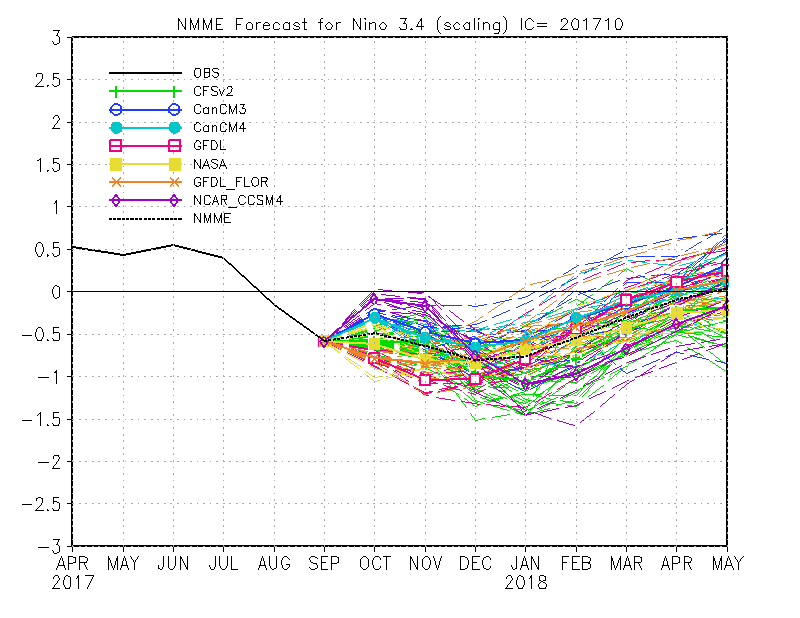 NMME Forecast for Nino 3.4 (scaling) IC= 201710
3
2.5
2
1.5
1
0.5
0
−0.5
−1
−1.5
−2
−2.5
−3
OBS
CFSv2
CanCM3
CanCM4
GFDL
NASA
GFDL_FLOR
NCAR_CCSM4
NMME
APR MAY JUN JUL AUG SEP OCT NOV DEC JAN FEB MAR APR MAY
2017 2018